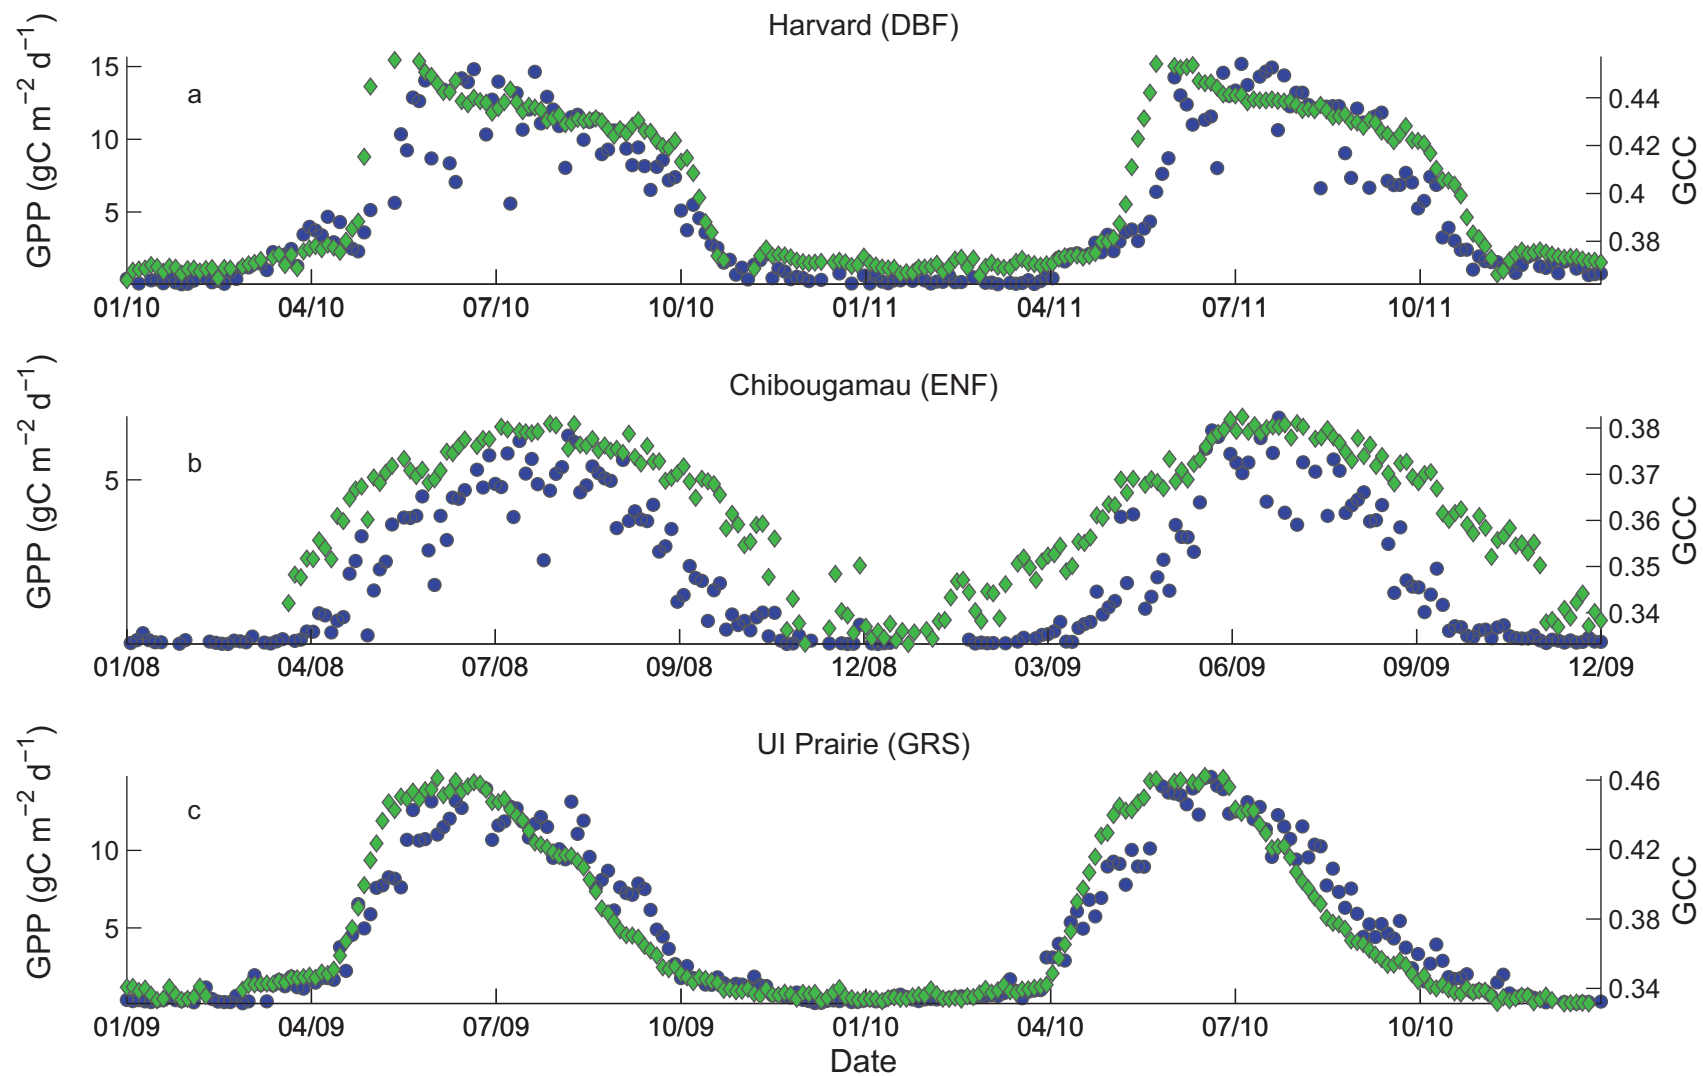 Harvard (DBF)
a
GPP (gC m−2 d−1)
15
10
5
0.44
0.42
0.4
0.38
GCC
01/10 04/10 07/10 10/10 01/11 04/11 07/11 10/11
Chibougamau (ENF)
b
GPP (gC m−2 d−1)
5
0.38
0.37
0.36
0.35
0.34
GCC
01/08 04/08 07/08 09/08 12/08 03/09 06/09 09/09 12/09
UI Prairie (GRS)
c
GPP (gC m−2 d−1)
10
5
0.46
0.42
0.38
0.34
GCC
01/09 04/09 07/09 10/09 01/10 04/10 07/10 10/10
Date